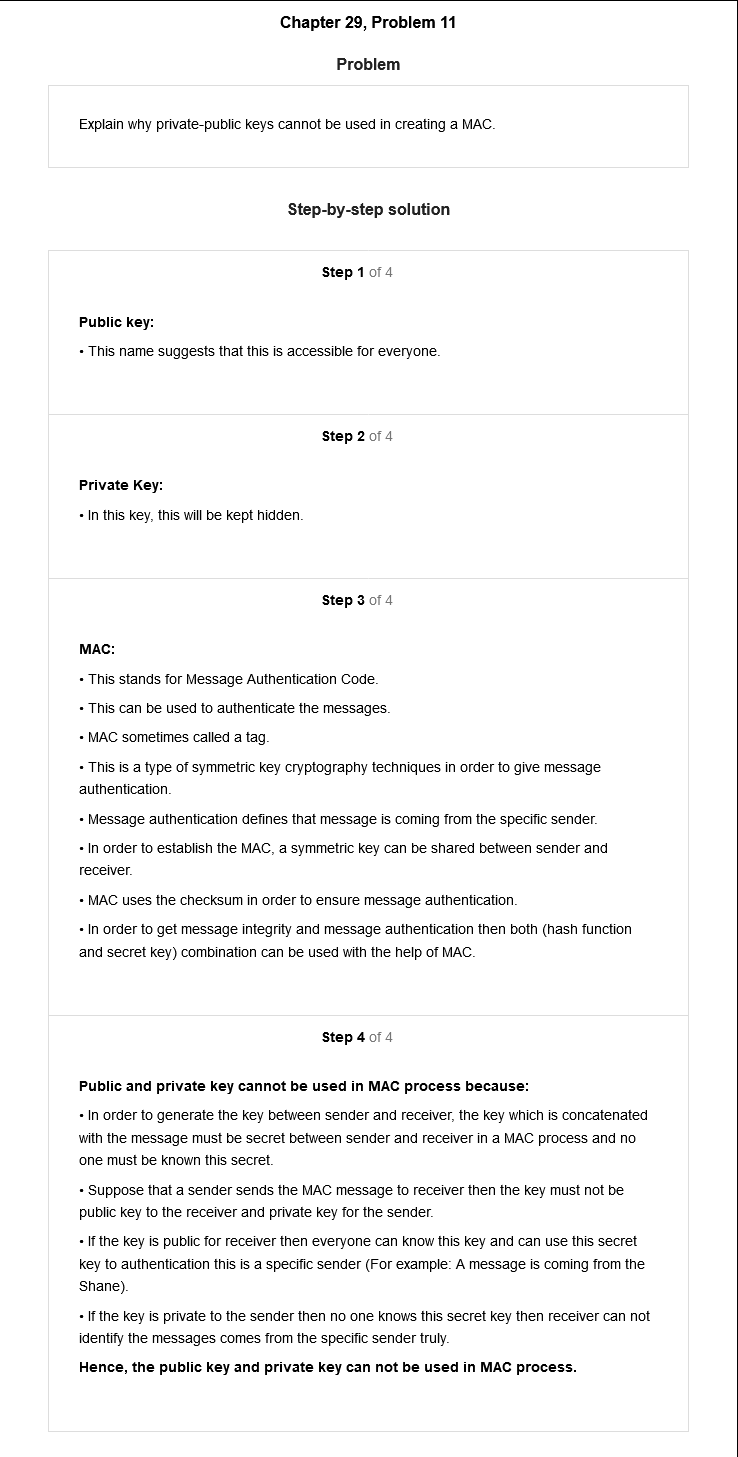 Chapter 29, Problem 11
Problem
Explain why private-public keys cannot be used in creating a MAC.
Step-by-step solution
Step 1 of 4
Public key:
• This name suggests that this is accessible for everyone.
Step 2 of 4
Private Key:
• In this key, this will be kept hidden.
Step 3 of 4
MAC:
• This stands for Message Authentication Code.
• This can be used to authenticate the messages.
• MAC sometimes called a tag.
• This is a type of symmetric key cryptography techniques in order to give message
authentication.
• Message authentication defines that message is coming from the specific sender.
• In order to establish the MAC, a symmetric key can be shared between sender and
receiver.
• MAC uses the checksum in order to ensure message authentication.
• In order to get message integrity and message authentication then both (hash function
and secret key) combination can be used with the help of MAC.
Step 4 of 4
Public and private key cannot be used in MAC process because:
• In order to generate the key between sender and receiver, the key which is concatenated
with the message must be secret between sender and receiver in a MAC process and no
one must be known this secret.
• Suppose that a sender sends the MAC message to receiver then the key must not be
public key to the receiver and private key for the sender.
• If the key is public for receiver then everyone can know this key and can use this secret
key to authentication this is a specific sender (For example: A message is coming from the
Shane).
• If the key is private to the sender then no one knows this secret key then receiver can not
identify the messages comes from the specific sender truly.
Hence, the public key and private key can not be used in MAC process.